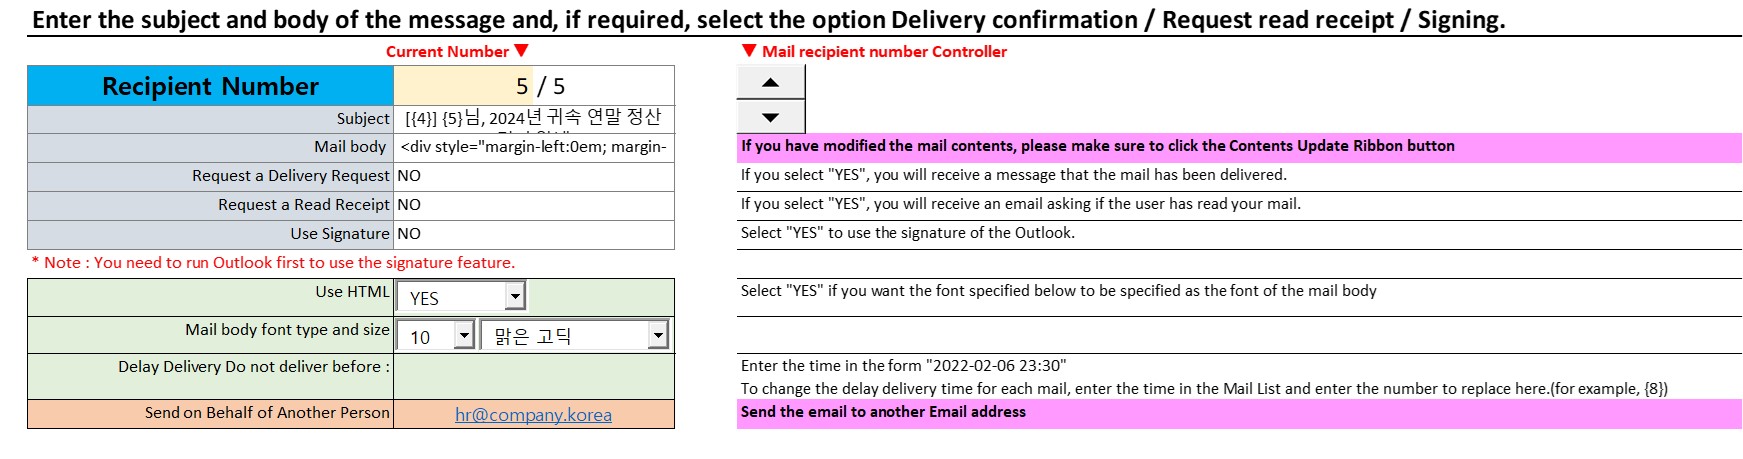 Enter the subject and body of the message and, if required, select the option Delivery confirmation / Request read receipt / Signing.
Current Number ▼
▼ Mail recipient number Controller
Recipient Number 5 / 5
Subject [{4}] {5}님, 2024년 귀속 연말 정산
Mail body <div style="margin-left:0em; margin-
If you have modified the mail contents, please make sure to click the Contents Update Ribbon button
Request a Delivery Request NO
If you select "YES", you will receive a message that the mail has been delivered.
Request a Read Receipt NO
If you select "YES", you will receive an email asking if the user has read your mail.
Use Signature NO
Select "YES" to use the signature of the Outlook.
* Note : You need to run Outlook first to use the signature feature.
Use HTML YES
Select "YES" if you want the font specified below to be specified as the font of the mail body
Mail body font type and size 10 맑은 고딕
Delay Delivery Do not deliver before :
Enter the time in the form "2022-02-06 23:30"
To change the delay delivery time for each mail, enter the time in the Mail List and enter the number to replace here.(for example, {8})
Send on Behalf of Another Person hr@company.korea
Send the email to another Email address